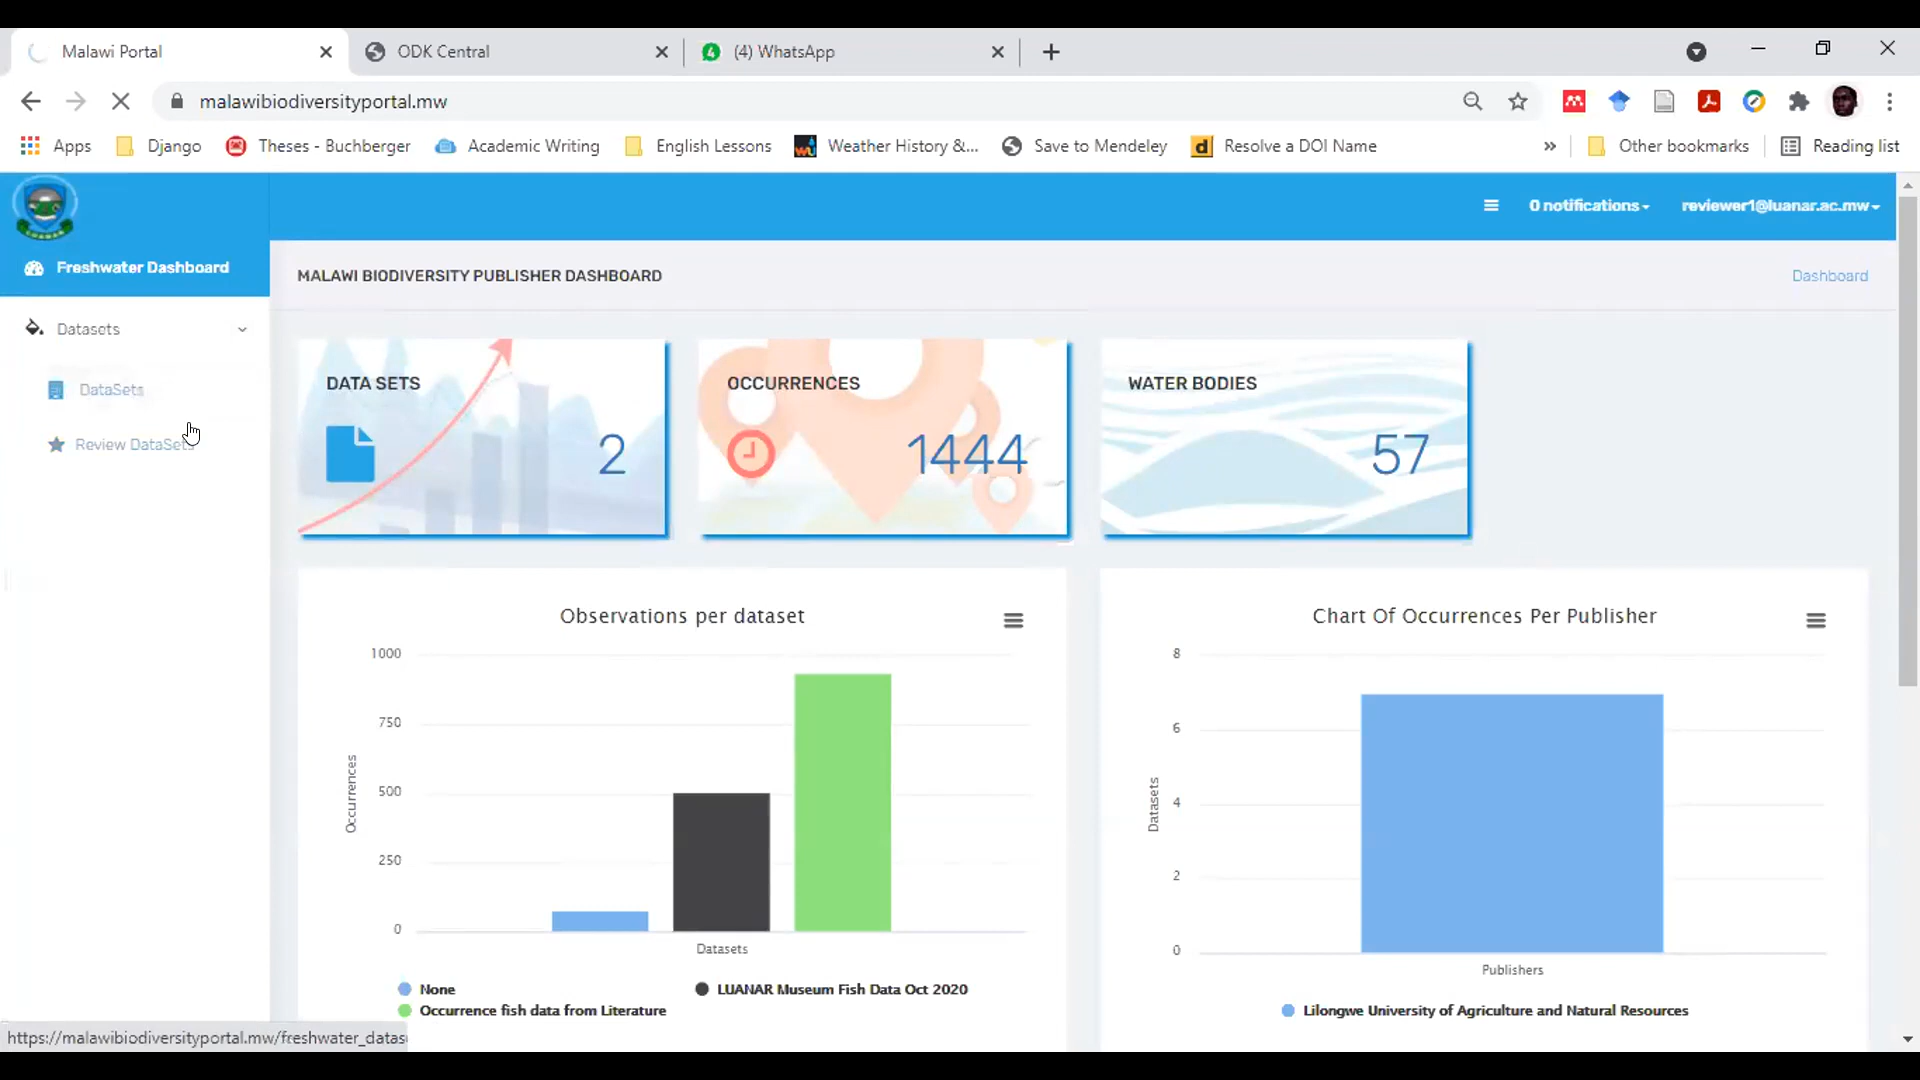 Malawi Portal
ODK Central
4 (4) WhatsApp
malawibiodiversityportal.mw
Apps Django Theses - Buchberger Academic Writing English Lessons Weather History &... Save to Mendeley d Resolve a DOI Name » Other bookmarks Reading list
0 notifications reviewer1@luanar.ac.mw
Freshwater Dashboard
MALAWI BIODIVERSITY PUBLISHER DASHBOARD
Dashboard
Datasets
DataSets
Review DataSets
DATA SETS
2
OCCURRENCES
1444
WATER BODIES
57
Observations per dataset
1000
750
500
250
0
Occurrences
Datasets
None
LUANAR Museum Fish Data Oct 2020
Occurrence fish data from Literature
Chart Of Occurrences Per Publisher
8
6
4
2
0
Datasets
Publishers
Lilongwe University of Agriculture and Natural Resources
https://malawibiodiversityportal.mw/freshwater_datas